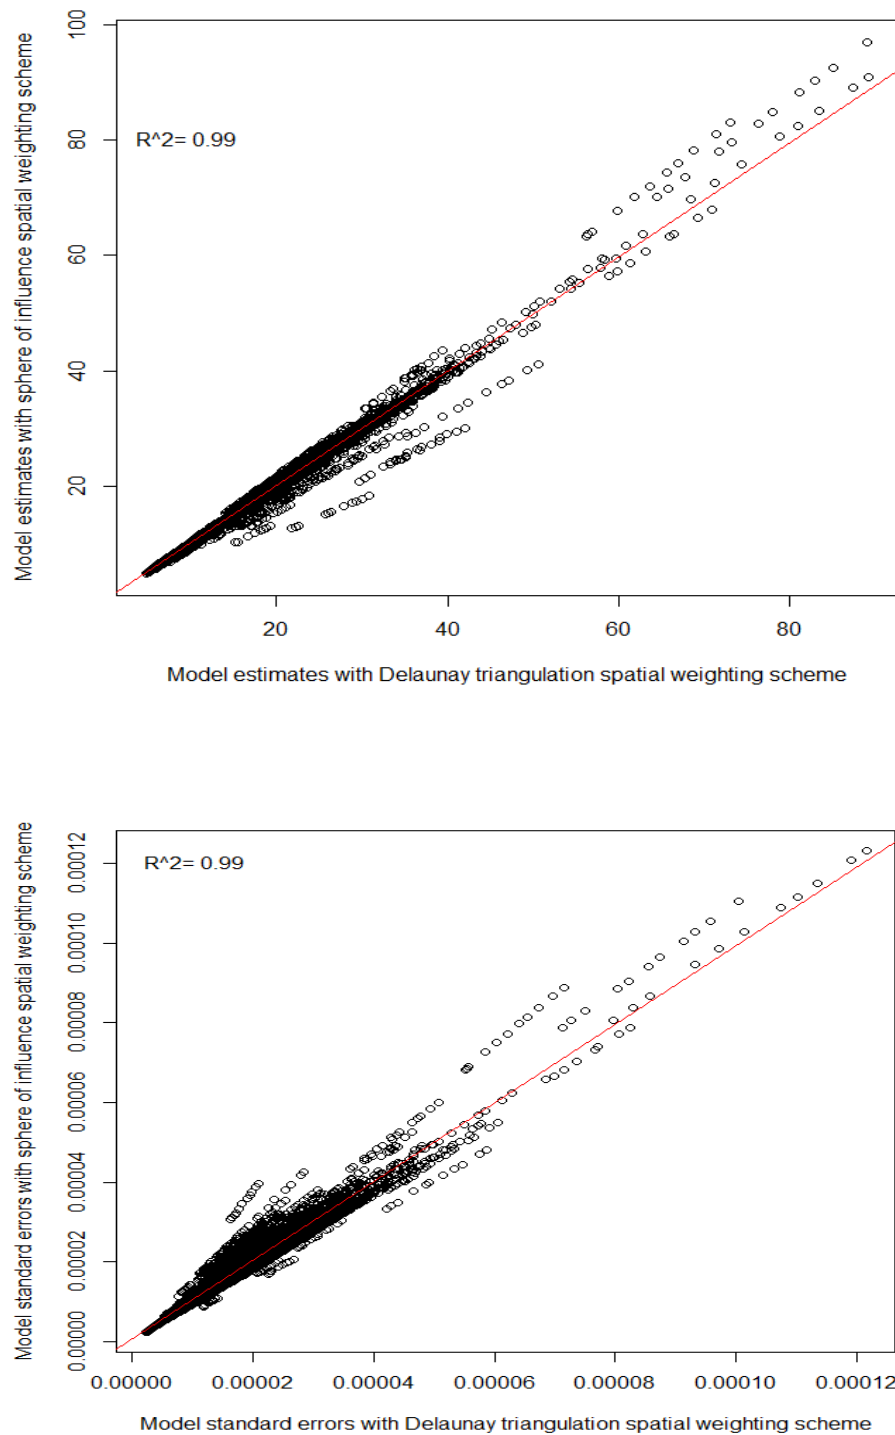 Model estimates with sphere of influence spatial weighting scheme
100
80
60
40
20
R^2= 0.99
20 40 60 80
Model estimates with Delaunay triangulation spatial weighting scheme
Model standard errors with sphere of influence spatial weighting scheme
0.00012
0.00010
0.00008
0.00006
0.00004
0.00002
0.00000
R^2= 0.99
0.00000 0.00002 0.00004 0.00006 0.00008 0.00010 0.00012
Model standard errors with Delaunay triangulation spatial weighting scheme